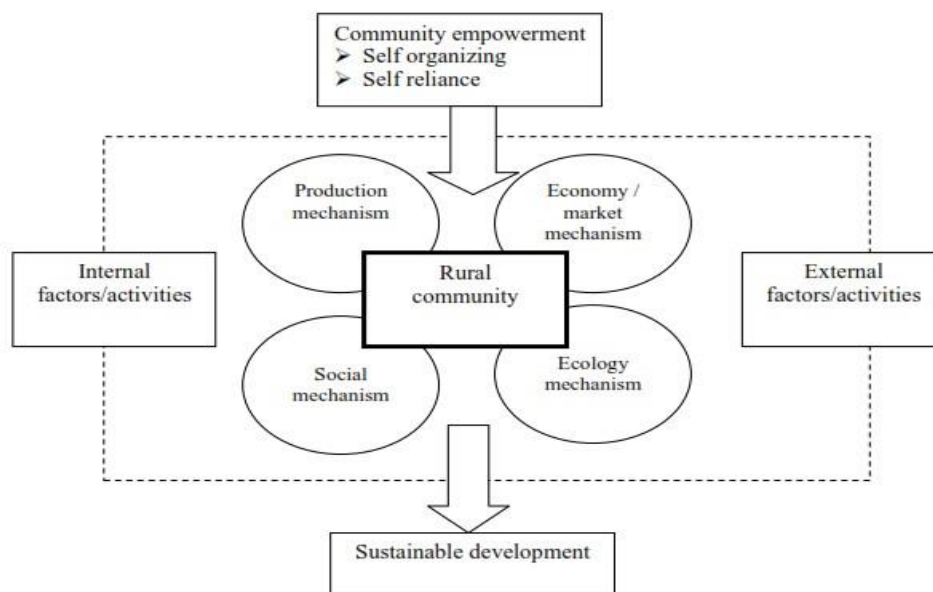 Community empowerment
➢ Self organizing
➢ Self reliance
Production
mechanism
Economy /
market
mechanism
Internal
factors/activities
Rural
community
External
factors/activities
Social
mechanism
Ecology
mechanism
Sustainable development